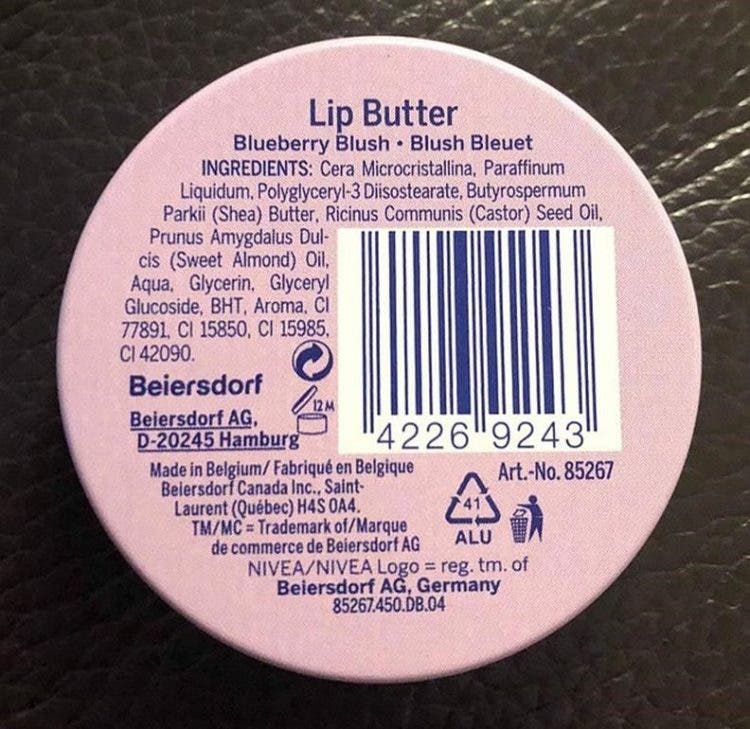 Lip Butter
Blueberry Blush • Blush Bleuet
INGREDIENTS: Cera Microcristallina, Paraffinum
Liquidum, Polyglyceryl-3 Diisostearate, Butyrospermum
Parkii (Shea) Butter, Ricinus Communis (Castor) Seed Oil,
Prunus Amygdalus Dul-
cis (Sweet Almond) Oil,
Aqua, Glycerin, Glyceryl
Glucoside, BHT, Aroma, CI
77891, CI 15850, CI 15985,
CI 42090.
Beiersdorf
12 M
Beiersdorf AG,
D-20245 Hamburg
4226 9243
Made in Belgium/ Fabriqué en Belgique
Beiersdorf Canada Inc., Saint-
Laurent (Québec) H4S 0A4.
TM/MC = Trademark of/Marque
de commerce de Beiersdorf AG
Art.-No. 85267
41
ALU
NIVEA/NIVEA Logo = reg. tm. of
Beiersdorf AG, Germany
85267.450.DB.04